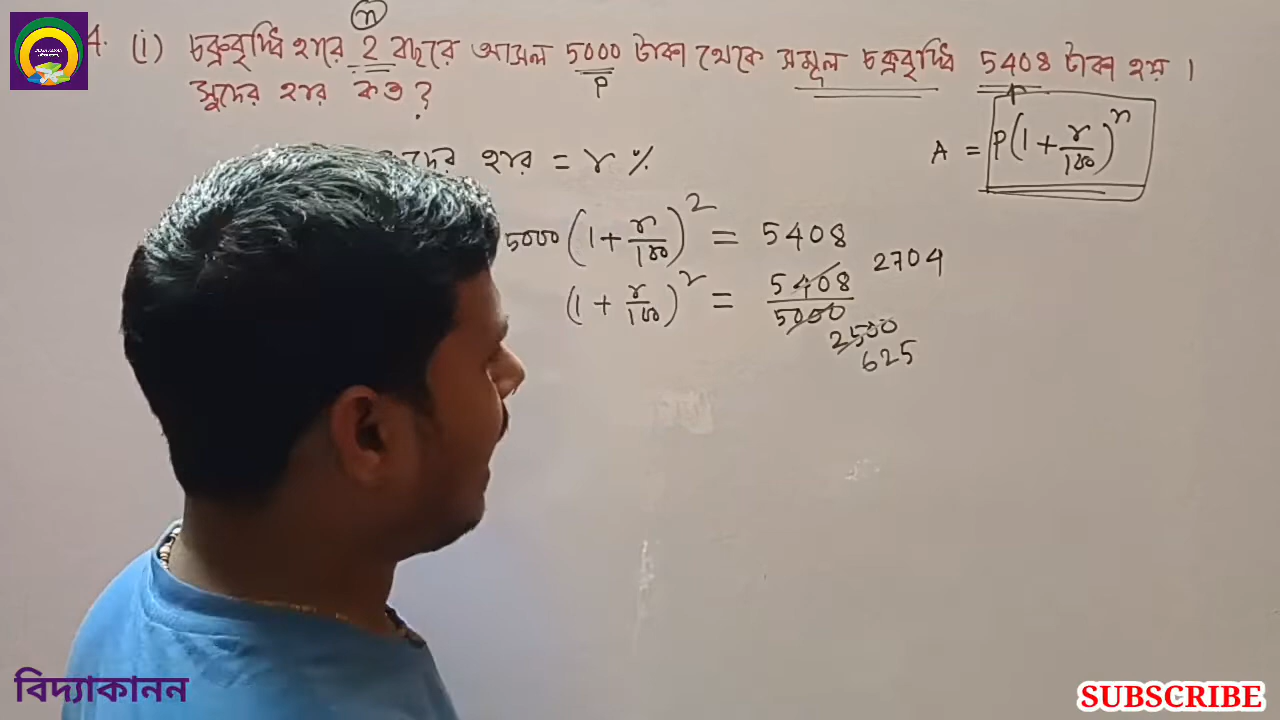 4. (i) চক্রবৃদ্ধি হারে 2 বছরে আসল 5000 টাকা থেকে সমূল চক্রবৃদ্ধি 5408 টাকা হয়।
n
P
A
সুদের হার কত?
A = P(1 + r/100)^n
সুদের হার = r %
5000 (1 + r/100)^2 = 5408
(1 + r/100)^2 = 5408/5000
2704
2500
625
বিদ্যাকানন
SUBSCRIBE